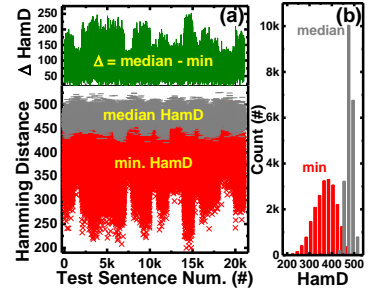 (a)
250
200
150
100
50
Δ HamD
Δ = median - min
500
450
400
350
300
250
200
Hamming Distance
median HamD
min. HamD
0
5k
10k
15k
20k
Test Sentence Num. (#)
(b)
median
10k
8k
6k
4k
2k
0
Count (#)
min
200 300 400 500
HamD